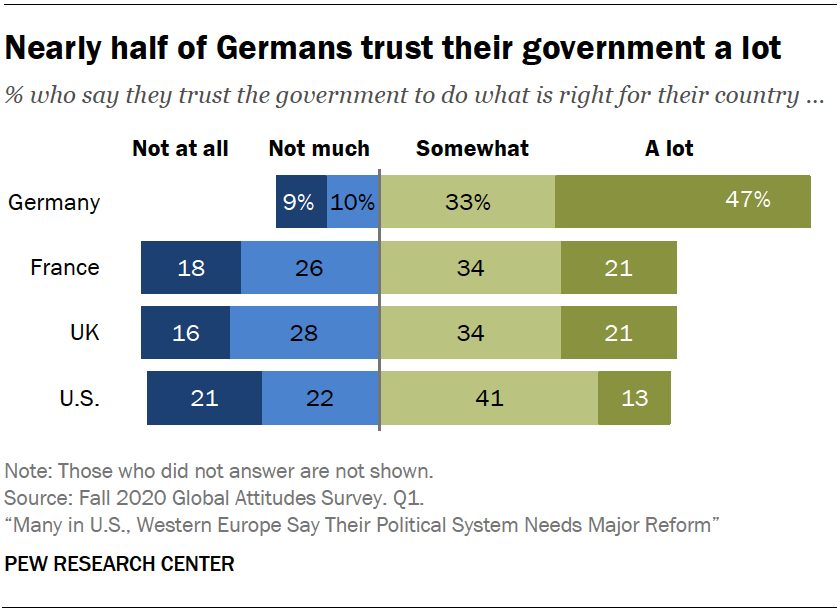 Nearly half of Germans trust their government a lot
% who say they trust the government to do what is right for their country ...
Not at all Not much Somewhat A lot
Germany 9% 10% 33% 47%
France 18 26 34 21
UK 16 28 34 21
U.S. 21 22 41 13
Note: Those who did not answer are not shown.
Source: Fall 2020 Global Attitudes Survey. Q1.
“Many in U.S., Western Europe Say Their Political System Needs Major Reform”
PEW RESEARCH CENTER